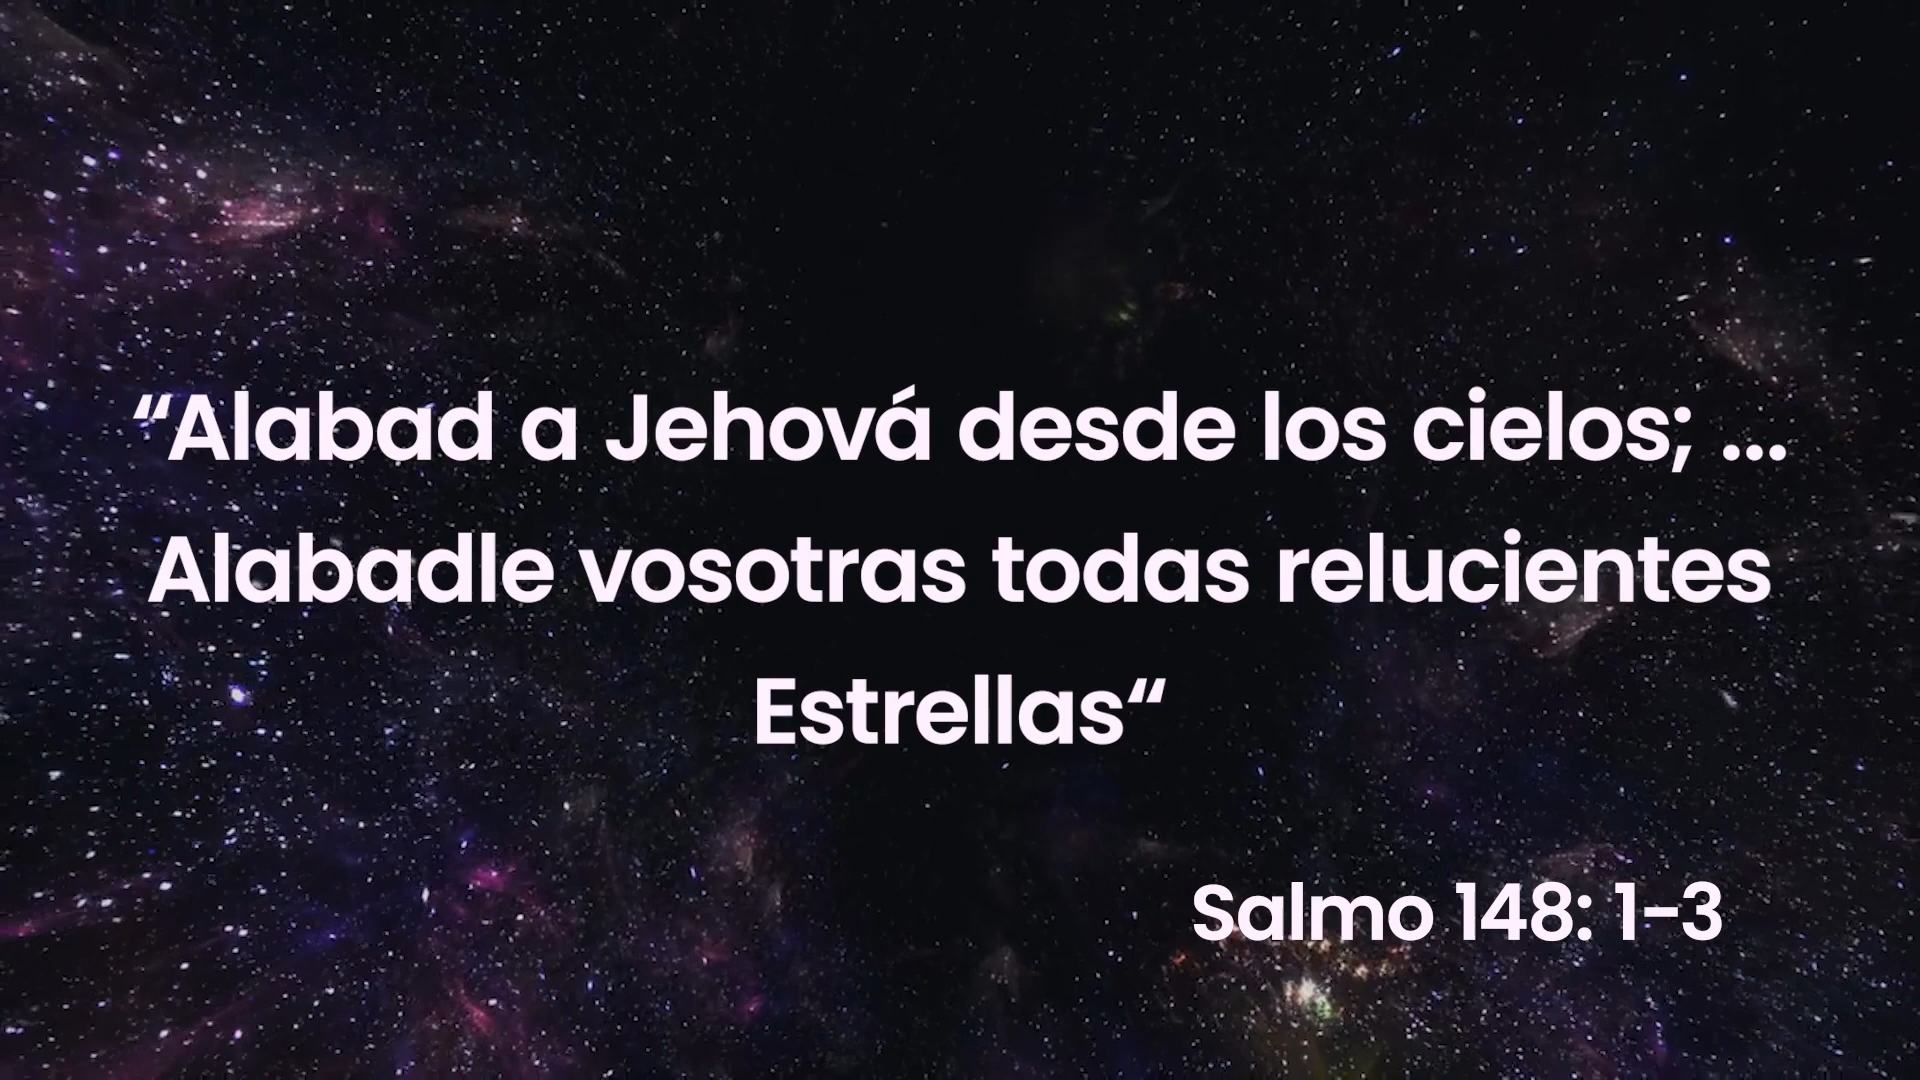 “Alabad a Jehová desde los cielos; ...
Alabadle vosotras todas relucientes
Estrellas“
Salmo 148: 1-3